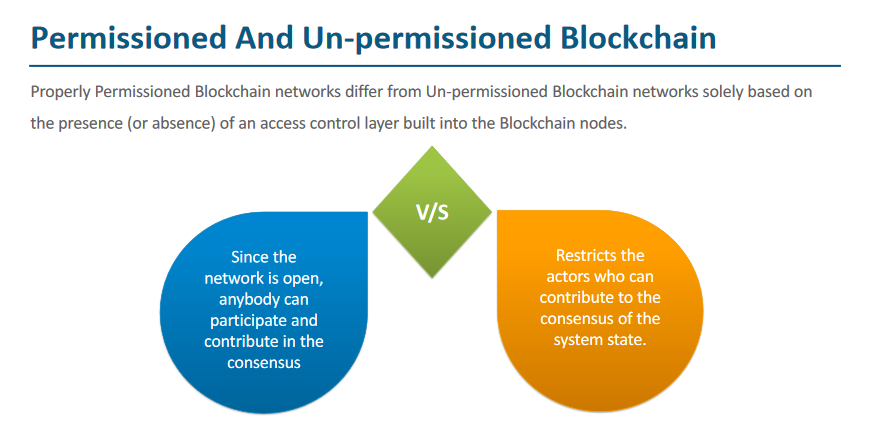 Permissioned And Un-permissioned Blockchain
Properly Permissioned Blockchain networks differ from Un-permissioned Blockchain networks solely based on
the presence (or absence) of an access control layer built into the Blockchain nodes.
V/S
Since the
network is open,
anybody can
participate and
contribute in the
consensus
Restricts the
actors who can
contribute to the
consensus of the
system state.